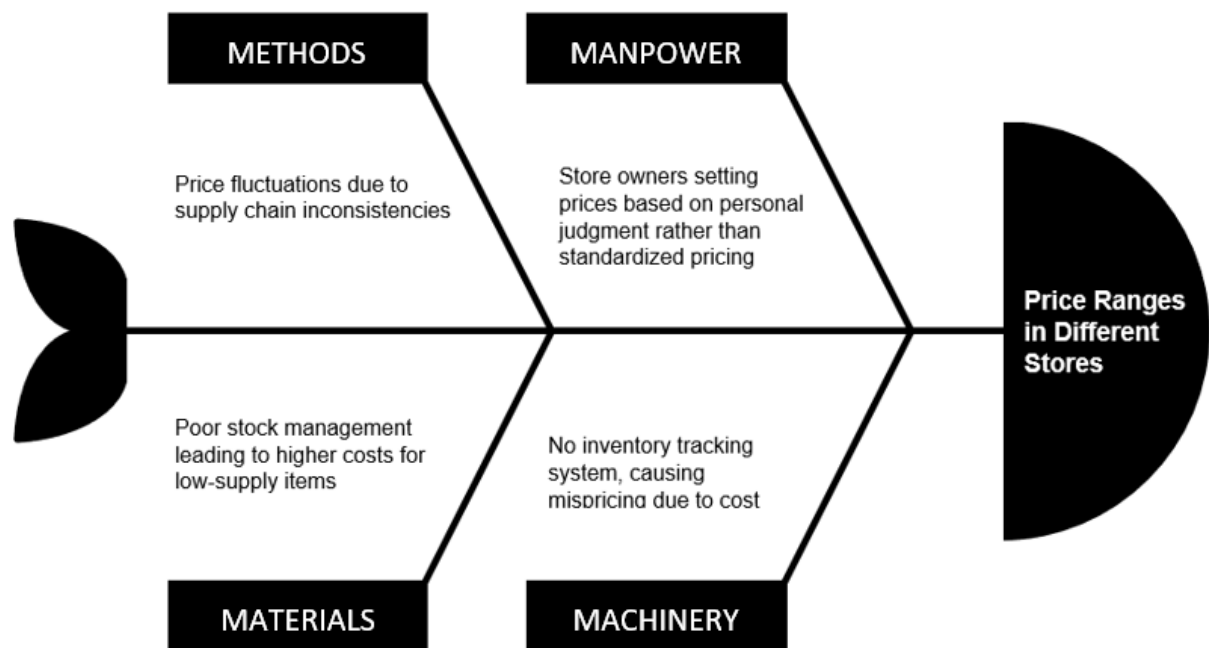 METHODS
MANPOWER
Price fluctuations due to
supply chain inconsistencies
Store owners setting
prices based on personal
judgment rather than
standardized pricing
Price Ranges
in Different
Stores
Poor stock management
leading to higher costs for
low-supply items
No inventory tracking
system, causing
mispricing due to cost
MATERIALS
MACHINERY